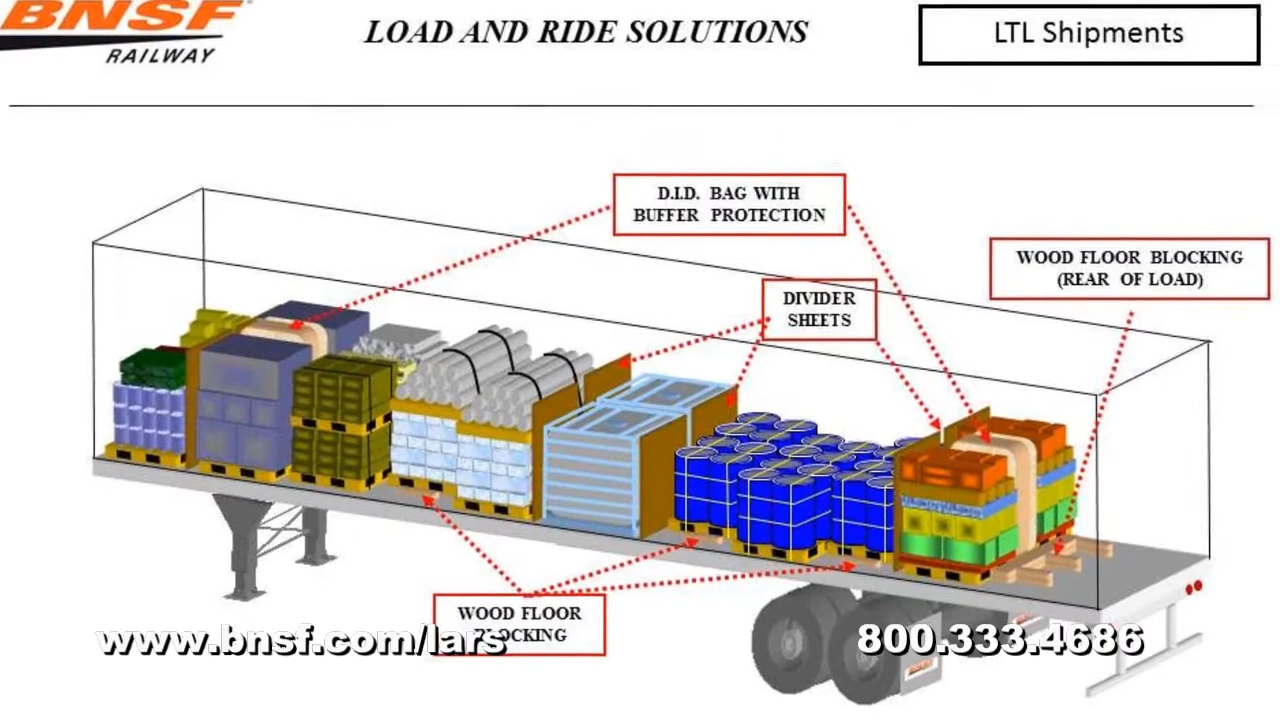 BNSF
RAILWAY
LOAD AND RIDE SOLUTIONS
LTL Shipments
D.I.D. BAG WITH
BUFFER PROTECTION
WOOD FLOOR BLOCKING
(REAR OF LOAD)
DIVIDER
SHEETS
WOOD FLOOR
BLOCKING
www.bnsf.com/lars
800.333.4686